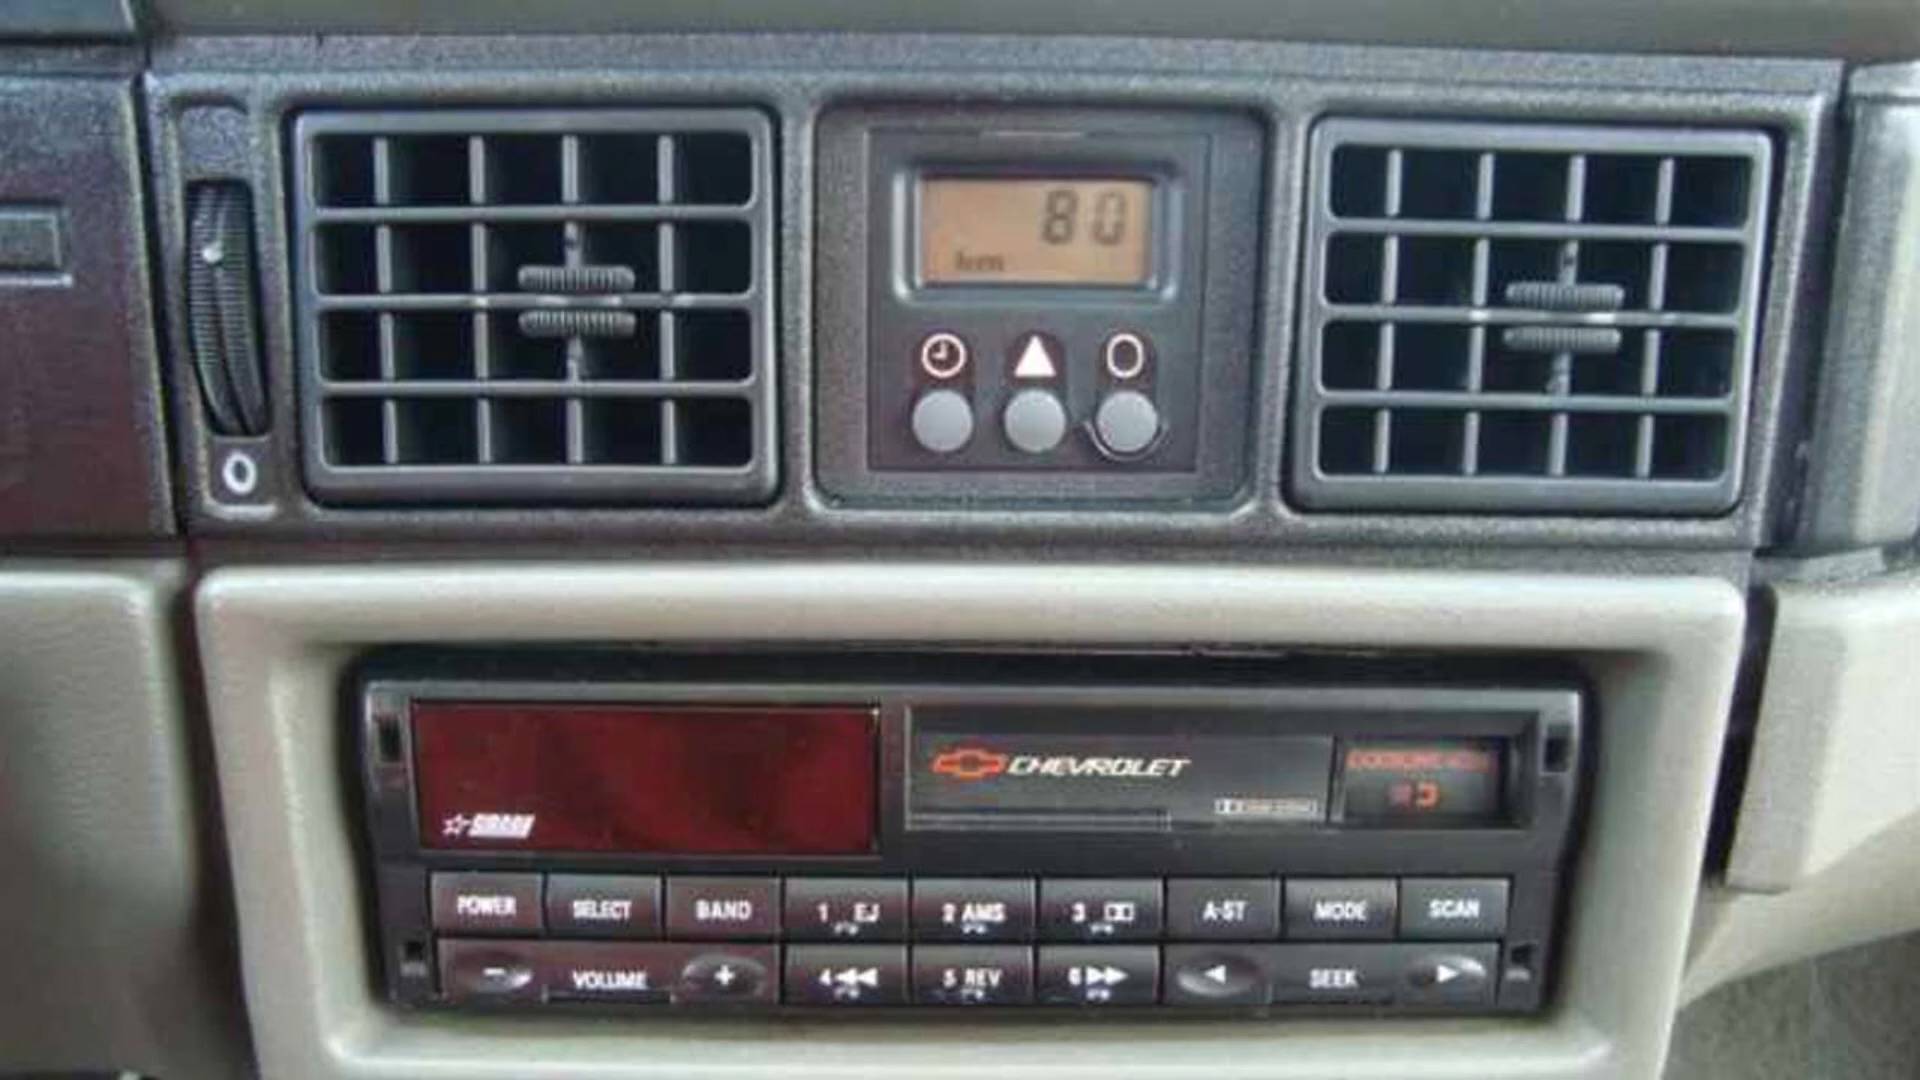 80
km
0
CHEVROLET
POWER
SELECT
BAND
1 EJ
2 AMS
3
A-ST
MODE
SCAN
- VOLUME +
4
5 REV
6
SEEK